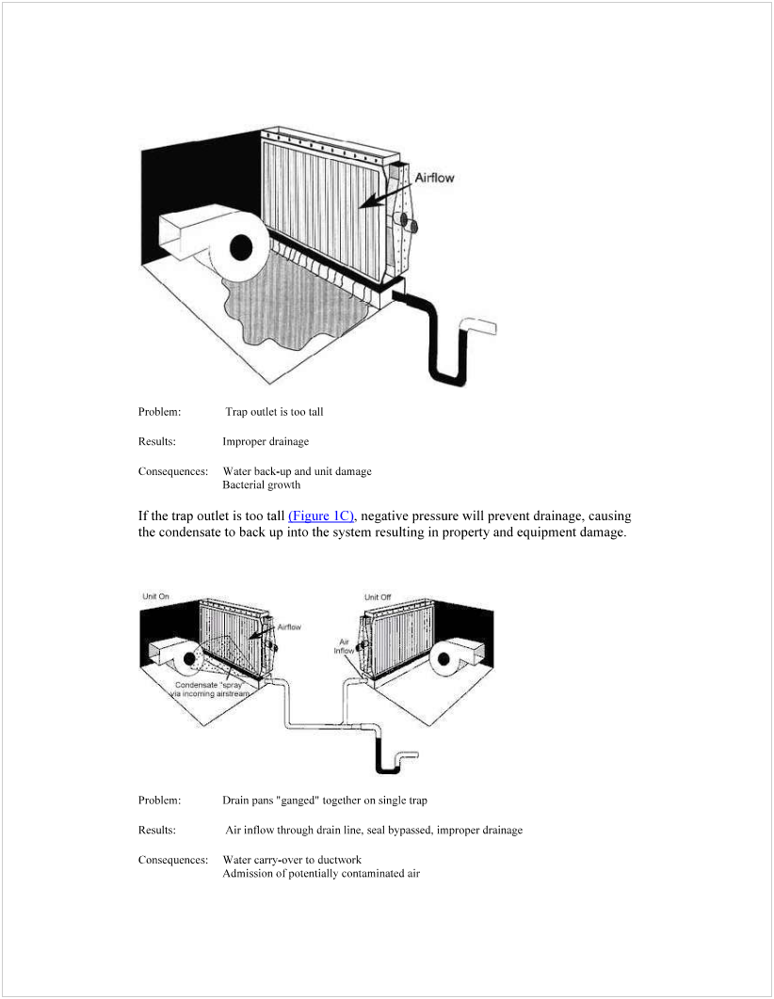 Airflow
Problem: Trap outlet is too tall
Results: Improper drainage
Consequences: Water back-up and unit damage
Bacterial growth
If the trap outlet is too tall (Figure 1C), negative pressure will prevent drainage, causing
the condensate to back up into the system resulting in property and equipment damage.
Unit On
Unit Off
Airflow
Air
Inflow
Condensate "spray"
via incoming airstream
Problem: Drain pans "ganged" together on single trap
Results: Air inflow through drain line, seal bypassed, improper drainage
Consequences: Water carry-over to ductwork
Admission of potentially contaminated air